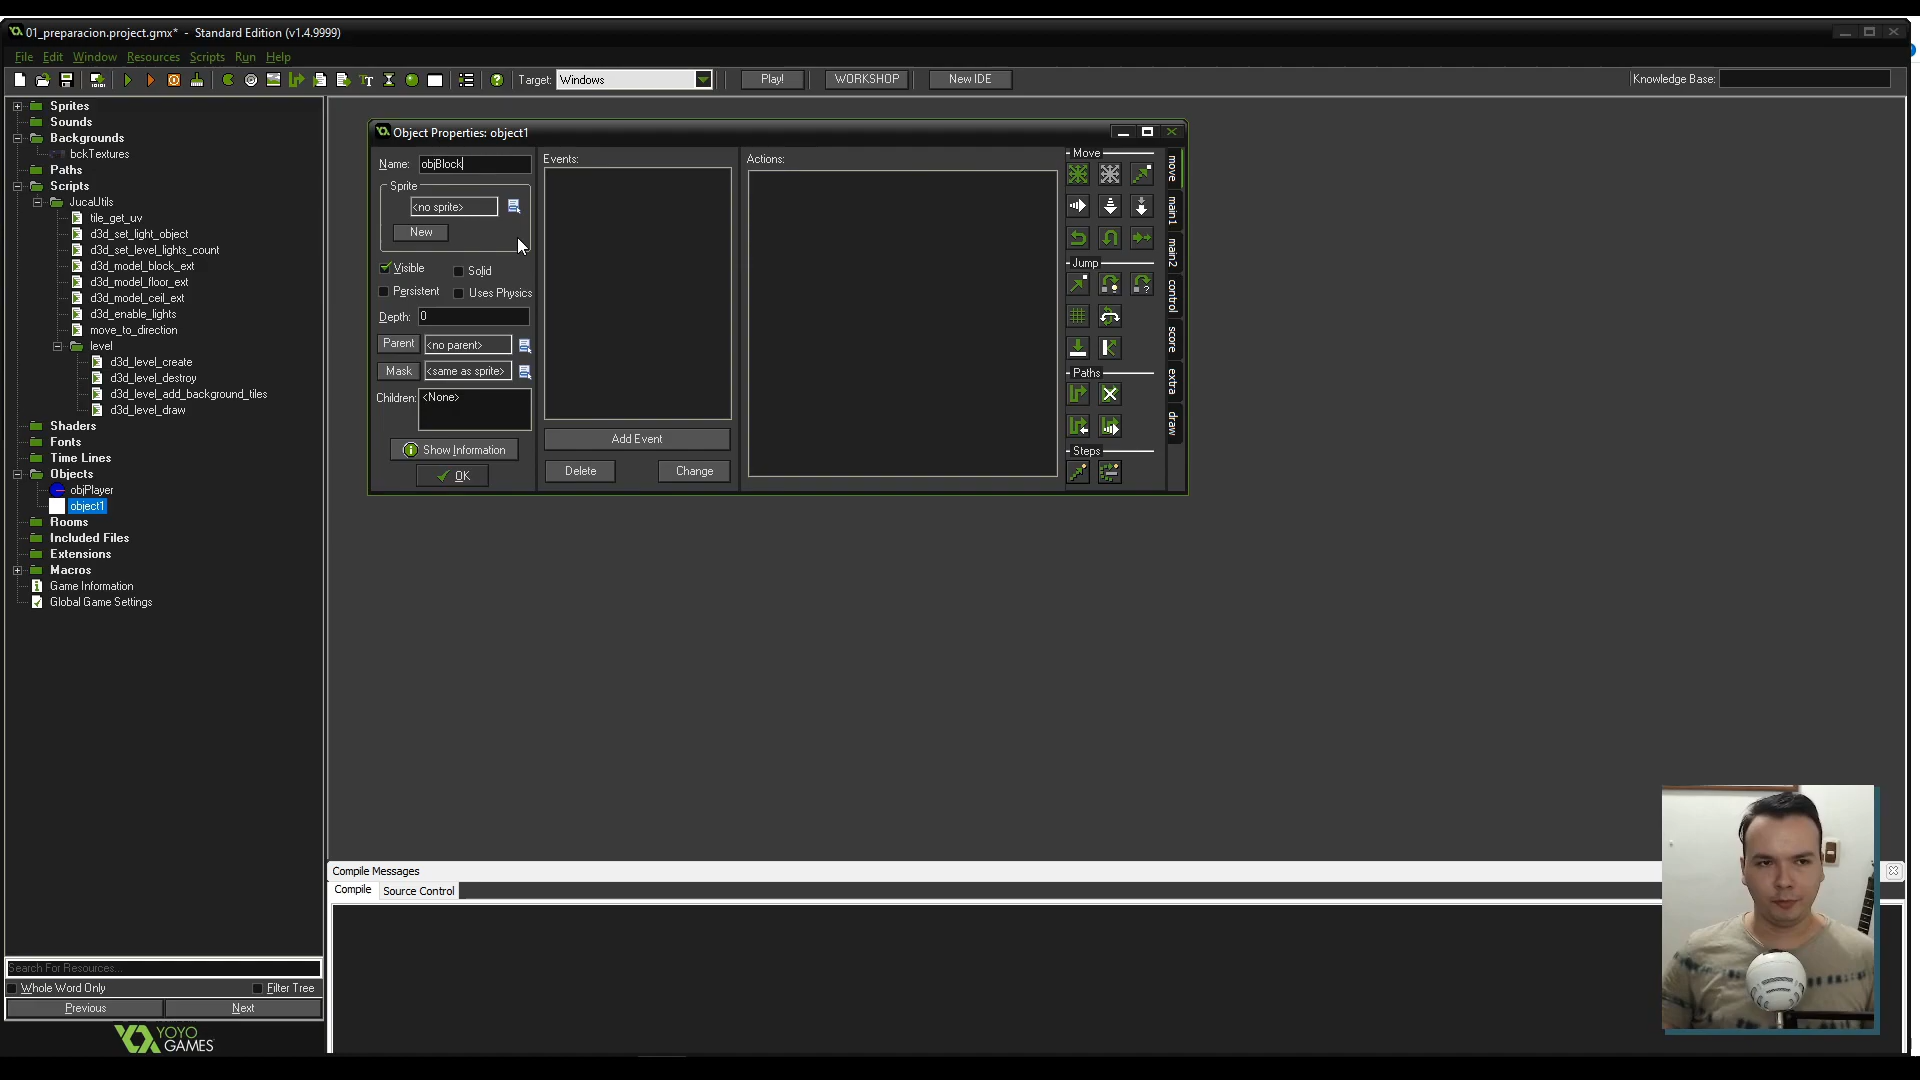 01_preparacion.project.gmx* - Standard Edition (v1.4.9999)
File Edit Window Resources Scripts Run Help
Target: Windows Play! WORKSHOP New IDE Knowledge Base:
Sprites
Sounds
Backgrounds
bckTextures
Paths
Scripts
JucaUtils
tile_get_uv
d3d_set_light_object
d3d_set_level_lights_count
d3d_model_block_ext
d3d_model_floor_ext
d3d_model_ceil_ext
d3d_enable_lights
move_to_direction
level
d3d_level_create
d3d_level_destroy
d3d_level_add_background_tiles
d3d_level_draw
Shaders
Fonts
Time Lines
Objects
objPlayer
object1
Rooms
Included Files
Extensions
Macros
Game Information
Global Game Settings
Search For Resources...
Whole Word Only Filter Tree
Previous Next
YOYO
GAMES
Object Properties: object1
Name: objBlock
Sprite
<no sprite>
New
Visible Solid
Persistent Uses Physics
Depth: 0
Parent <no parent>
Mask <same as sprite>
Children: <None>
Show Information
OK
Events:
Add Event
Delete Change
Actions:
Move
Jump
Paths
Steps
move
main1
main2
control
score
extra
draw
Compile Messages
Compile Source Control